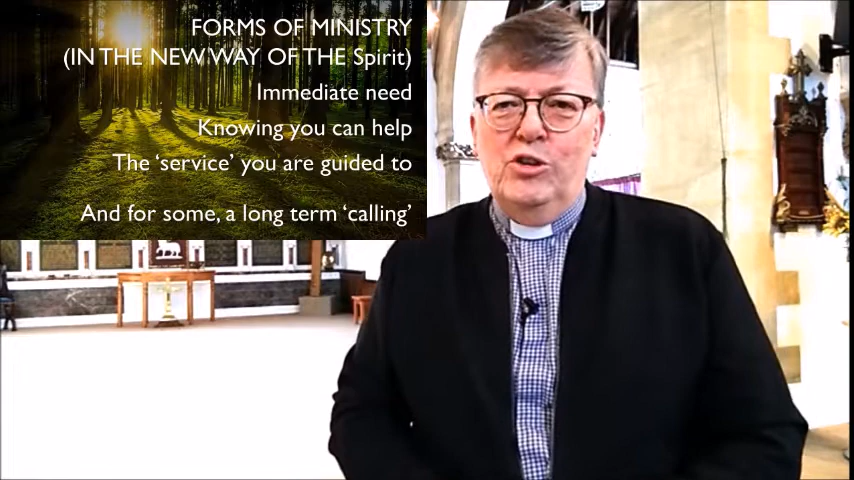 FORMS OF MINISTRY
(IN THE NEW WAY OF THE Spirit)
Immediate need
Knowing you can help
The ‘service’ you are guided to
And for some, a long term ‘calling’